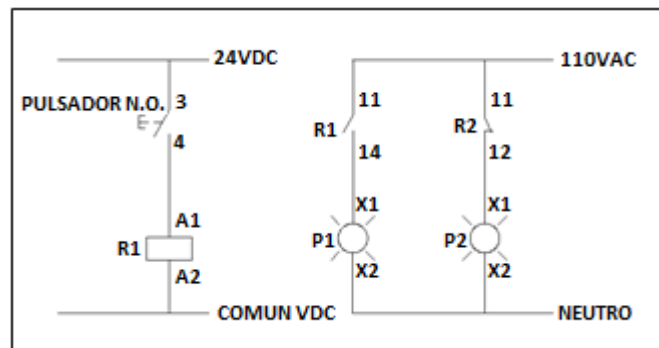 24VDC
110VAC
PULSADOR N.O.
3
4
R1
A1
A2
COMUN VDC
R1
11
14
P1
X1
X2
R2
11
12
P2
X1
X2
NEUTRO